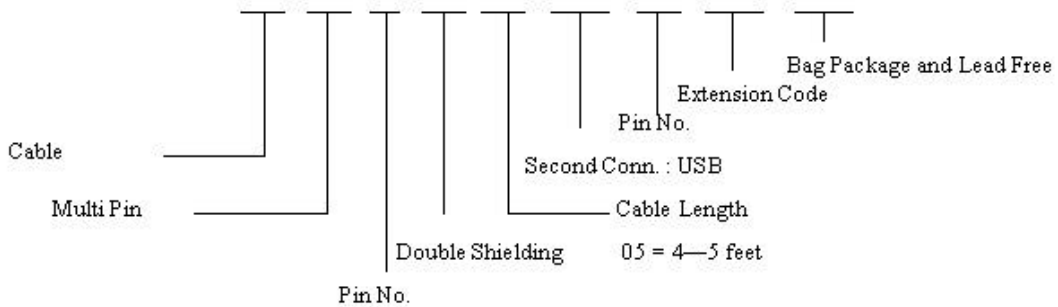 Bag Package and Lead Free
Extension Code
Pin No.
Cable
Second Conn. : USB
Multi Pin
Cable Length
Double Shielding
05 = 4—5 feet
Pin No.